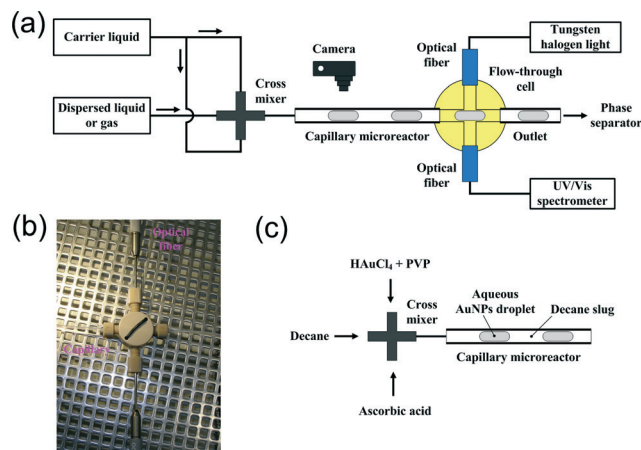 (a)
Carrier liquid
Dispersed liquid
or gas
Cross
mixer
Camera
Capillary microreactor
Optical
fiber
Tungsten
halogen light
Flow-through
cell
Outlet
Phase
separator
Optical
fiber
UV/Vis
spectrometer
(b)
Optical
fiber
Capillary
(c)
HAuCl₄ + PVP
Decane
Cross
mixer
Ascorbic acid
Aqueous
AuNPs droplet
Decane slug
Capillary microreactor